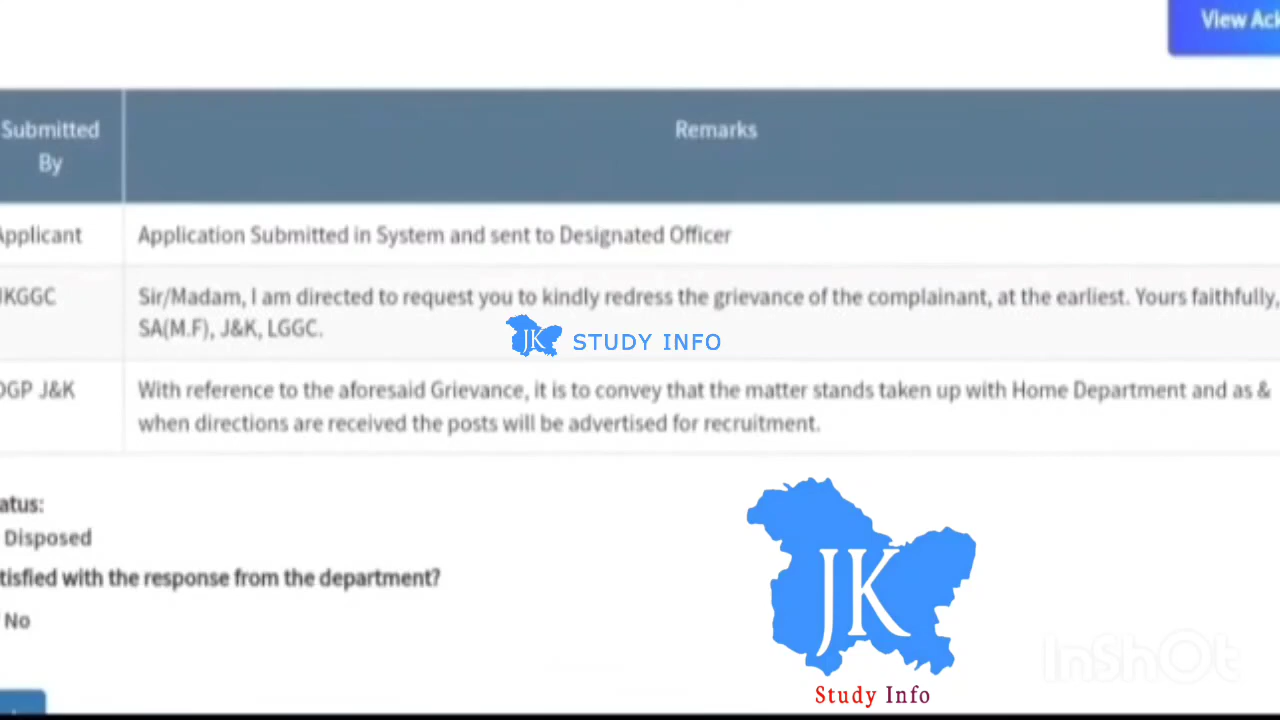 View Ack
Submitted
By
Remarks
Applicant
Application Submitted in System and sent to Designated Officer
JKGGC
Sir/Madam, I am directed to request you to kindly redress the grievance of the complainant, at the earliest. Yours faithfully,
SA(M.F), J&K, LGGC.
JK STUDY INFO
DGP J&K
With reference to the aforesaid Grievance, it is to convey that the matter stands taken up with Home Department and as &
when directions are received the posts will be advertised for recruitment.
atus:
Disposed
tisfied with the response from the department?
No
JK
Study Info
InShOt